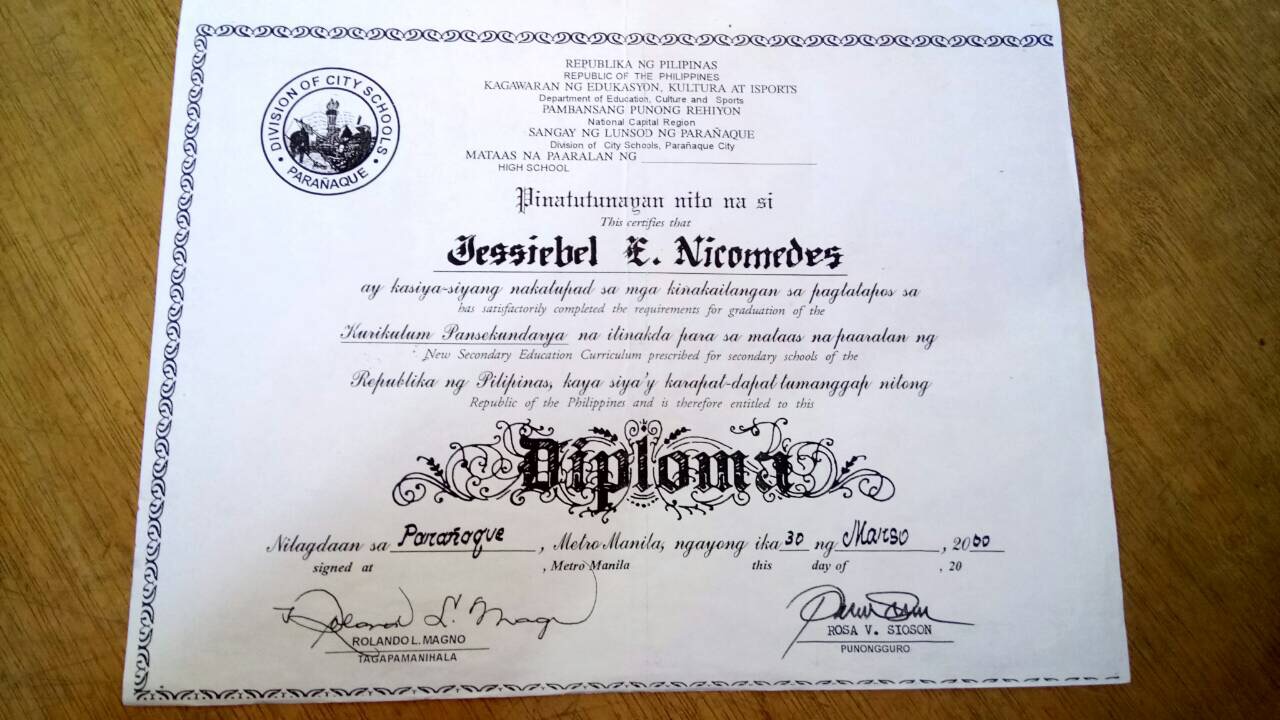 DIVISION OF CITY SCHOOLS
PARAÑAQUE
REPUBLIKA NG PILIPINAS
REPUBLIC OF THE PHILIPPINES
KAGAWARAN NG EDUKASYON, KULTURA AT ISPORTS
Department of Education, Culture and Sports
PAMBANSANG PUNONG REHIYON
National Capital Region
SANGAY NG LUNSOD NG PARAÑAQUE
Division of City Schools, Parañaque City
MATAAS NA PAARALAN NG
HIGH SCHOOL
Pinatutunayan nito na si
This certifies that
Jessiebel E. Nicomedes
ay kasiya-siyang nakatupad sa mga kinakailangan sa pagtatapos sa
has satisfactorily completed the requirements for graduation of the
Kurikulum Pansekundarya na itinakda para sa mataas na paaralan ng
New Secondary Education Curriculum prescribed for secondary schools of the
Republika ng Pilipinas, kaya siya'y karapat-dapat tumanggap nitong
Republic of the Philippines and is therefore entitled to this
Diploma
Nilagdaan sa Parañaque, Metro Manila, ngayong ika 30 ng Marso, 2000
signed at , Metro Manila this day of , 20
Rolando L. Magno
ROLANDO L. MAGNO
TAGAPAMANIHALA
ROSA V. SIOSON
PUNONGGURO